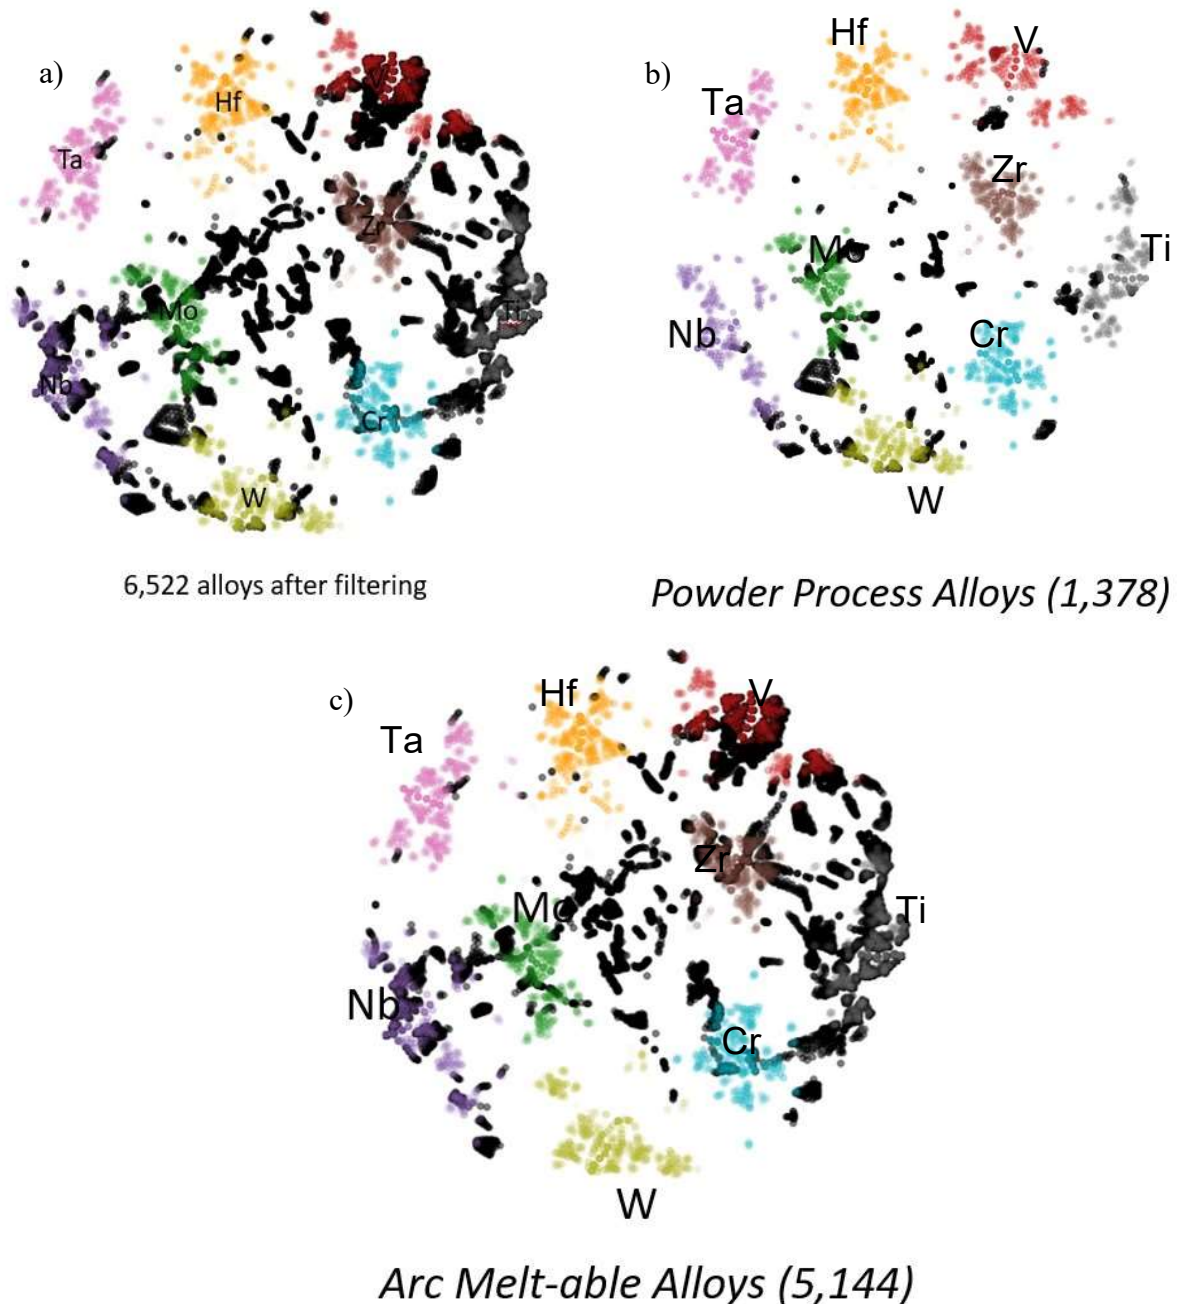 a)
Hf
V
Ta
Zr
Mo
Ti
Nb
Cr
W
6,522 alloys after filtering
b)
Hf
V
Ta
Zr
Mo
Ti
Nb
Cr
W
Powder Process Alloys (1,378)
c)
Hf
V
Ta
Zr
Mo
Ti
Nb
Cr
W
Arc Melt-able Alloys (5,144)